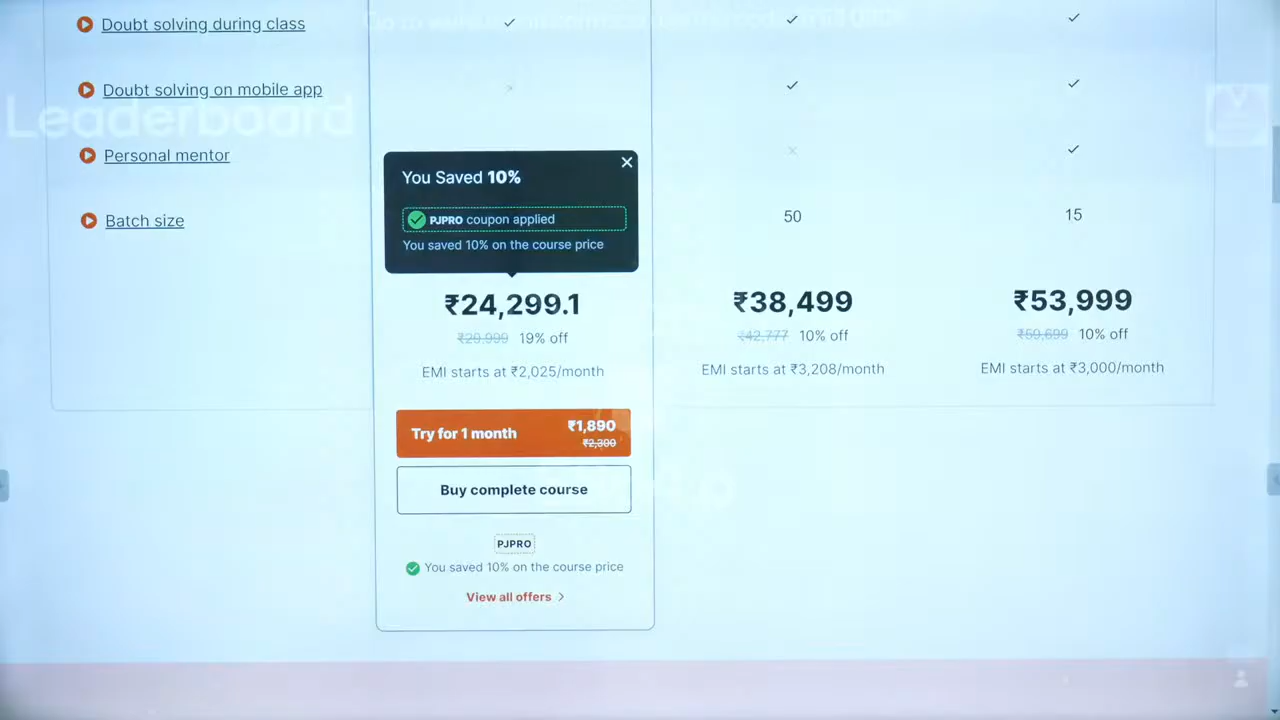 Doubt solving during class
Doubt solving on mobile app
Leaderboard
Personal mentor
You Saved 10%
PJPRO coupon applied
You saved 10% on the course price
Batch size
50
15
₹24,299.1
₹29,999 19% off
EMI starts at ₹2,025/month
₹38,499
₹42,777 10% off
EMI starts at ₹3,208/month
₹53,999
₹59,699 10% off
EMI starts at ₹3,000/month
Try for 1 month
₹1,890
₹2,300
Buy complete course
PJPRO
You saved 10% on the course price
View all offers